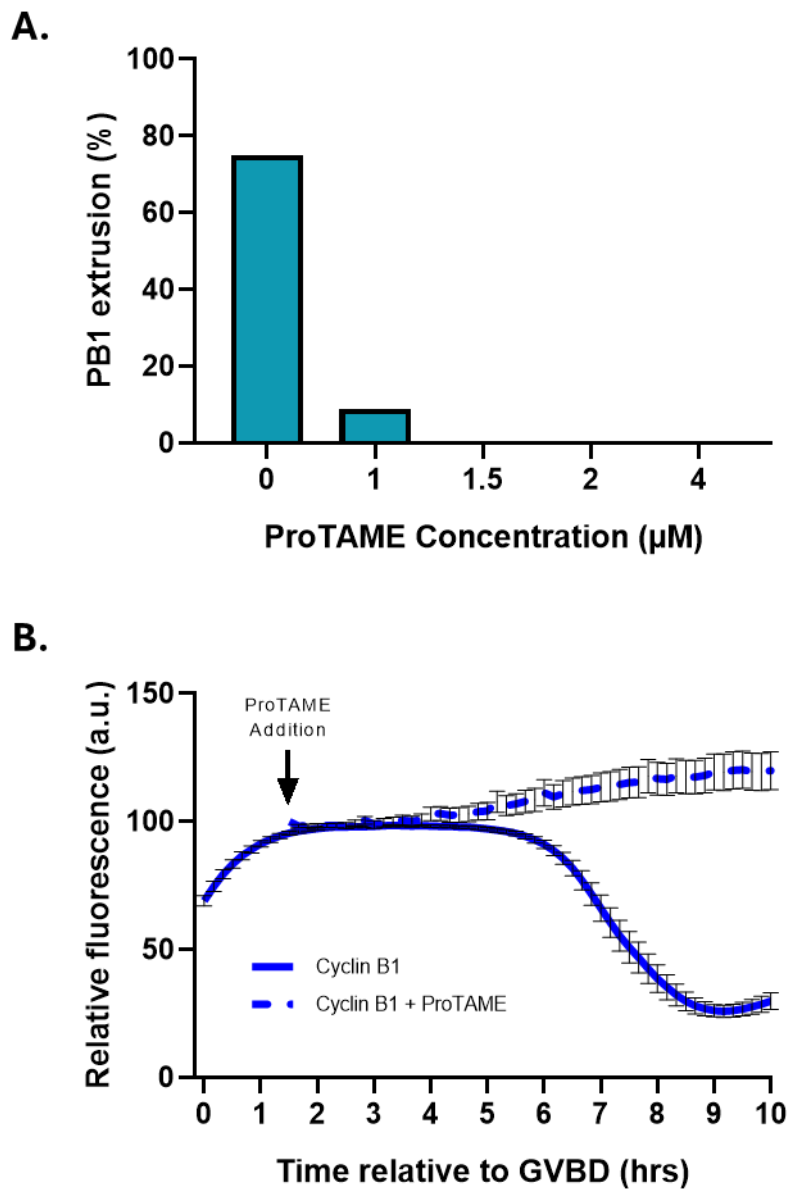 A.
PB1 extrusion (%)
100
80
60
40
20
0
0 1 1.5 2 4
ProTAME Concentration (µM)
B.
Relative fluorescence (a.u.)
150
100
50
0
ProTAME
Addition
Cyclin B1
Cyclin B1 + ProTAME
0 1 2 3 4 5 6 7 8 9 10
Time relative to GVBD (hrs)